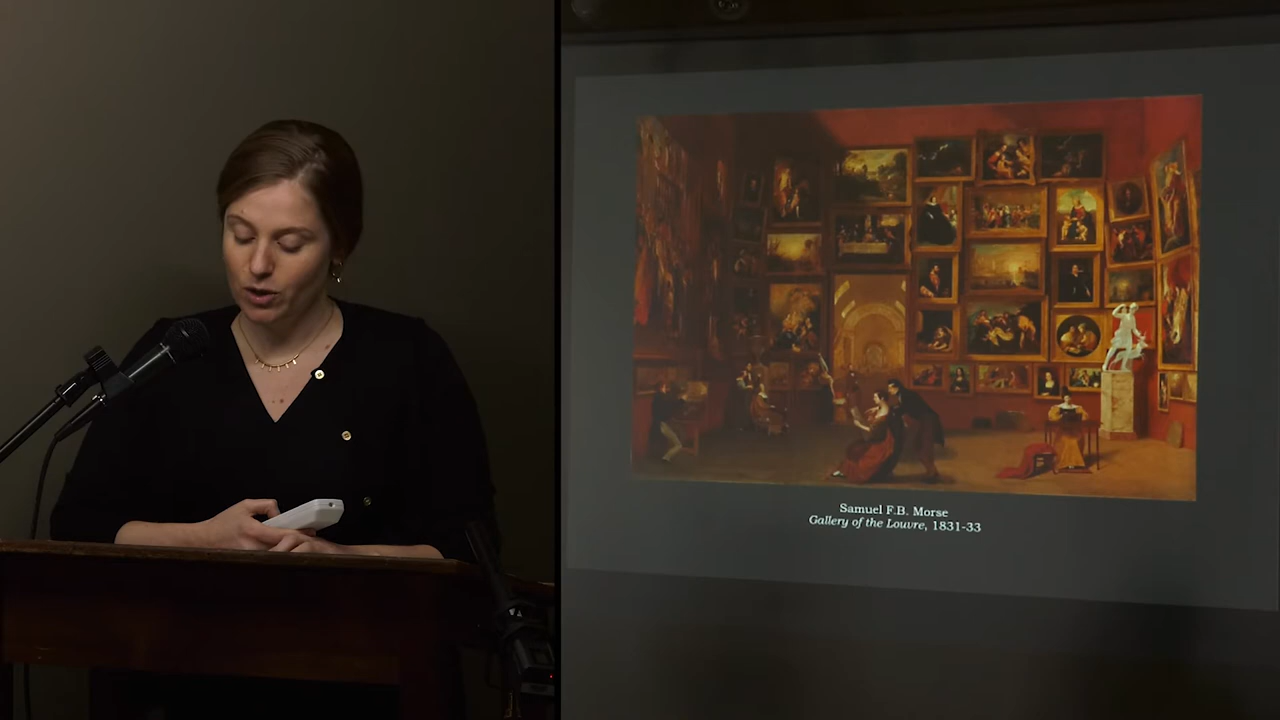 Samuel F.B. Morse
Gallery of the Louvre, 1831-33